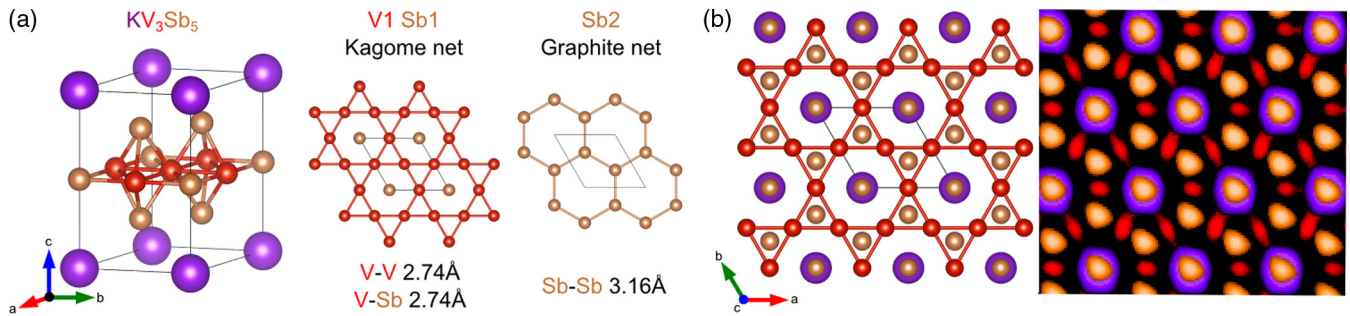 (a)
KV₃Sb₅
V1 Sb1
Kagome net
V-V 2.74Å
V-Sb 2.74Å
Sb2
Graphite net
Sb-Sb 3.16Å
c
a
b
(b)
b
c
a